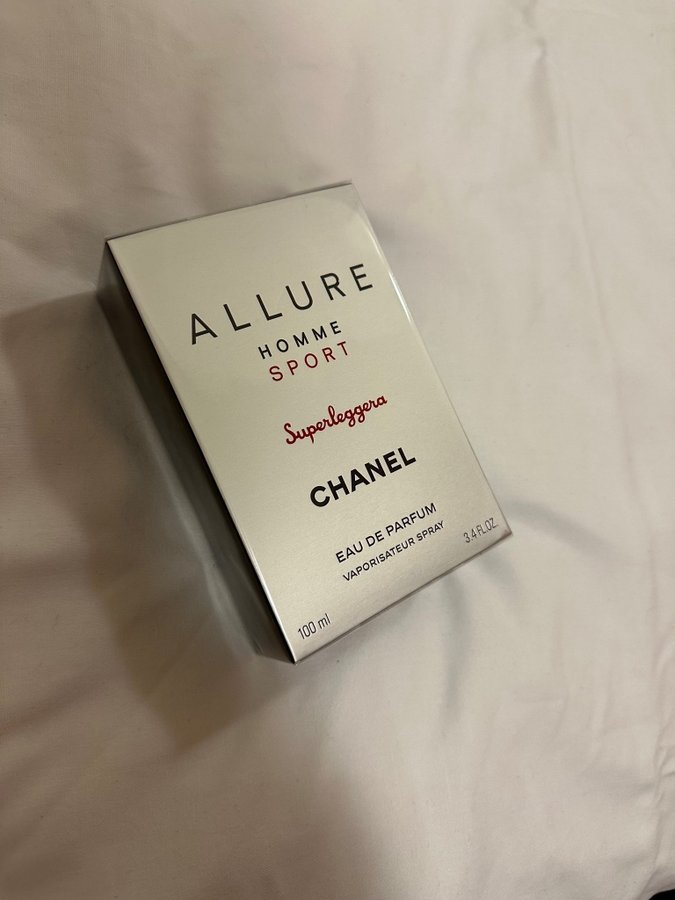 ALLURE
HOMME
SPORT
Superleggera
CHANEL
EAU DE PARFUM
VAPORISATEUR SPRAY
100 ml
3.4 FL.OZ.